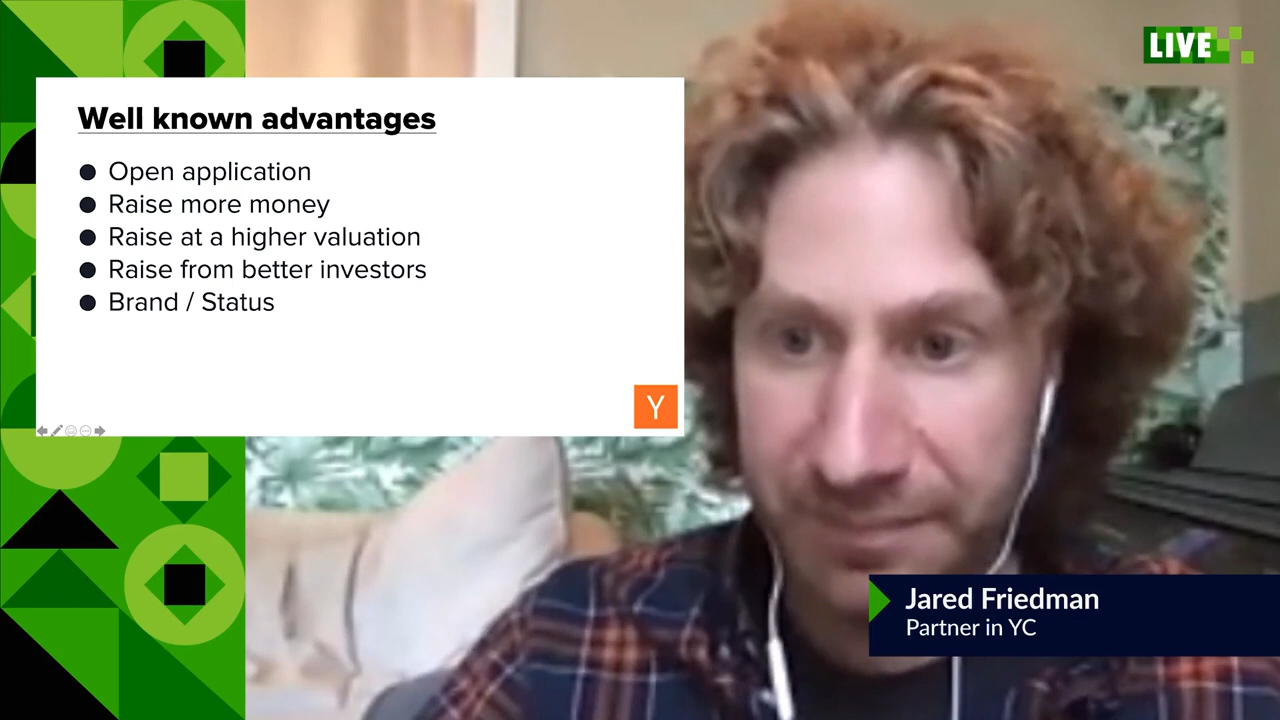 LIVE
Well known advantages
● Open application
● Raise more money
● Raise at a higher valuation
● Raise from better investors
● Brand / Status
Y
Jared Friedman
Partner in YC